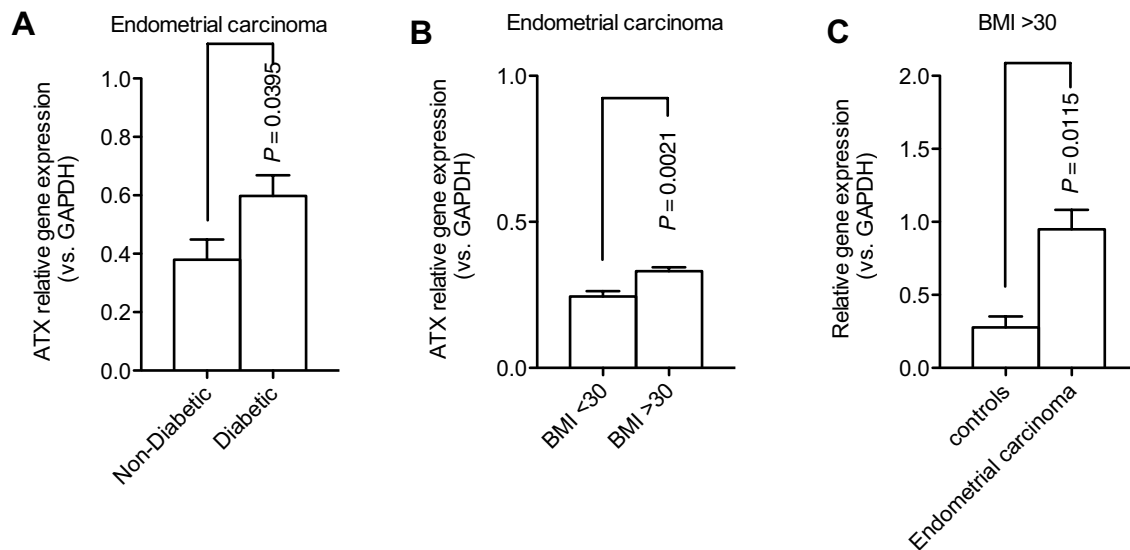 A
Endometrial carcinoma
ATX relative gene expression
(vs. GAPDH)
1.0
0.8
0.6
0.4
0.2
0.0
P = 0.0395
Non-Diabetic
Diabetic
B
Endometrial carcinoma
ATX relative gene expression
(vs. GAPDH)
1.0
0.5
0.0
P = 0.0021
BMI <30
BMI >30
C
BMI >30
Relative gene expression
(vs. GAPDH)
2.0
1.5
1.0
0.5
0.0
P = 0.0115
controls
Endometrial carcinoma